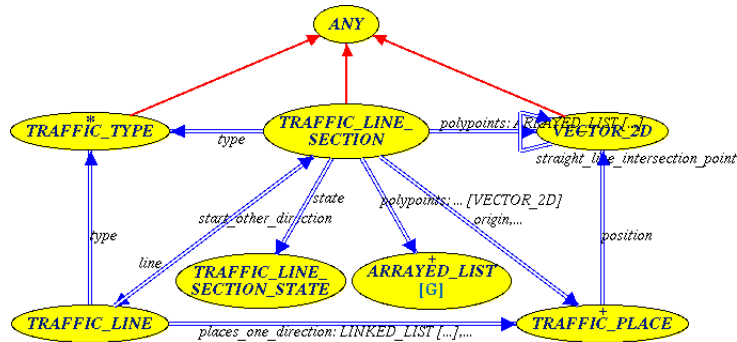 ANY
*
TRAFFIC_TYPE
type
TRAFFIC_LINE_
SECTION
polypoints: ARRAYED_LIST [...]
VECTOR_2D
straight_line_intersection_point
state
polypoints: ... [VECTOR_2D]
start_other_direction
origin,...
type
position
line
TRAFFIC_LINE_
SECTION_STATE
+
ARRAYED_LIST
[G]
TRAFFIC_LINE
places_one_direction: LINKED_LIST [...],...
+
TRAFFIC_PLACE